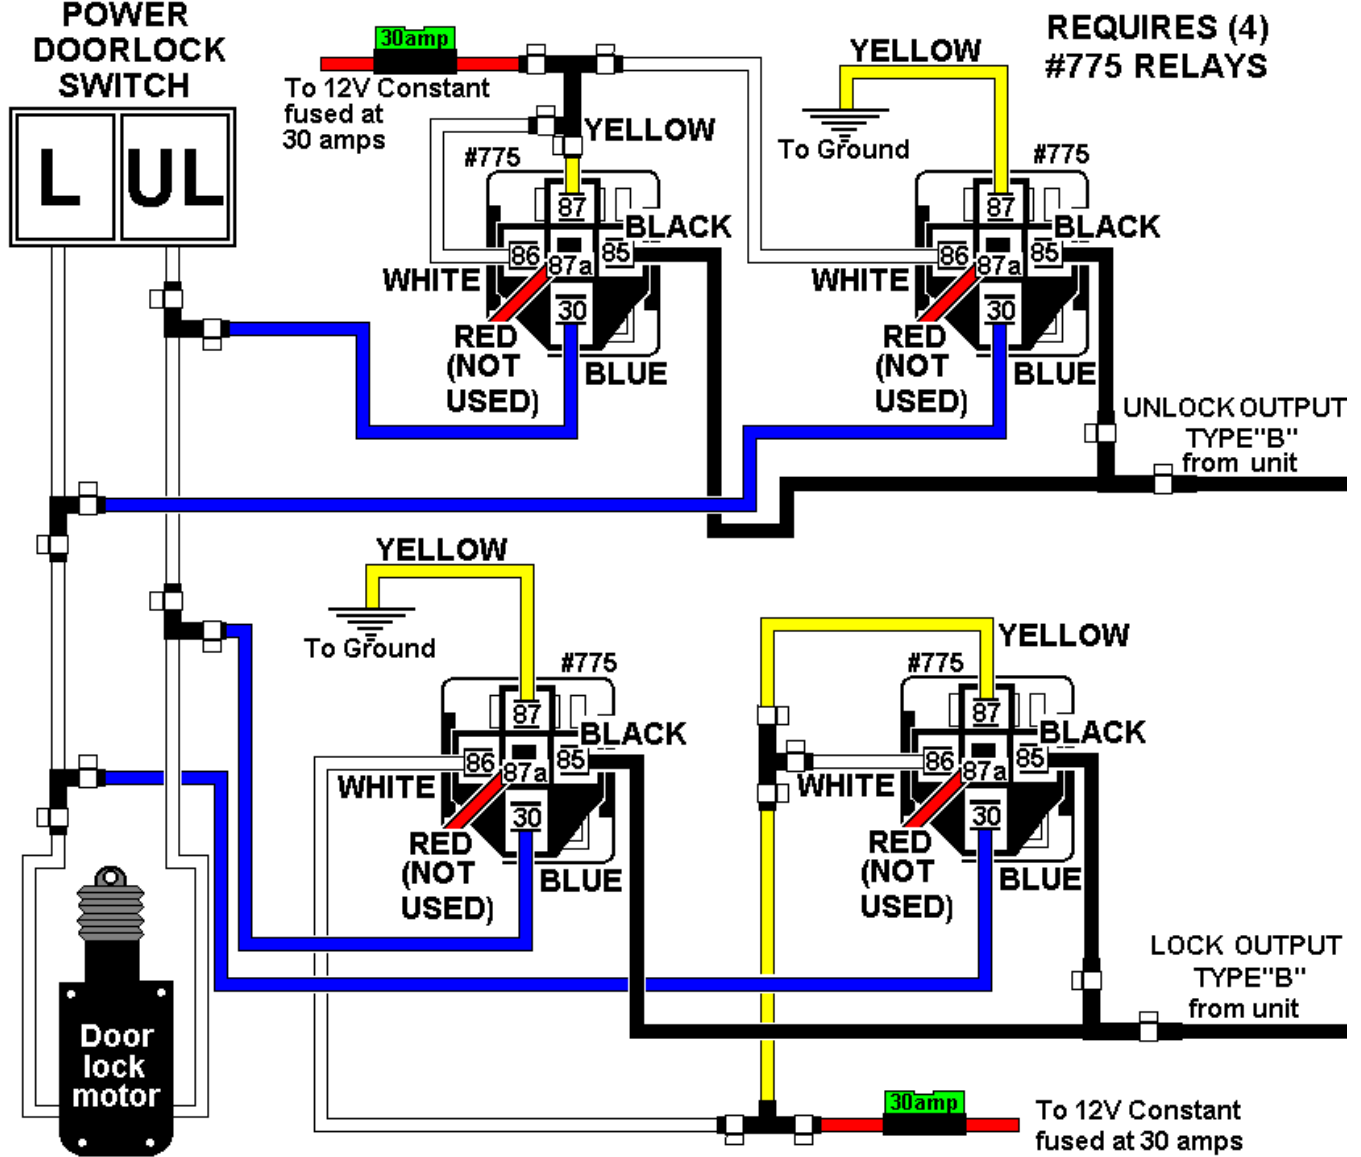 POWER
DOORLOCK
SWITCH
L
UL
30amp
To 12V Constant
fused at
30 amps
YELLOW
#775
87
BLACK
86
85
87a
WHITE
30
RED
(NOT
USED)
BLUE
REQUIRES (4)
#775 RELAYS
YELLOW
To Ground
#775
87
BLACK
86
85
87a
WHITE
30
RED
(NOT
USED)
BLUE
UNLOCK OUTPUT
TYPE"B"
from unit
YELLOW
To Ground
#775
87
BLACK
86
85
87a
WHITE
30
RED
(NOT
USED)
BLUE
YELLOW
#775
87
BLACK
86
85
87a
WHITE
30
RED
(NOT
USED)
BLUE
LOCK OUTPUT
TYPE"B"
from unit
Door
lock
motor
30amp
To 12V Constant
fused at 30 amps